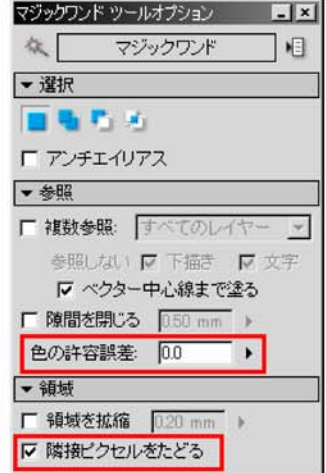 マジックワンド ツールオプション
マジックワンド
▼選択
アンチエイリアス
▼参照
複数参照: すべてのレイヤー
参照しない 下描き 文字
ベクター中心線まで塗る
隙間を閉じる 0.50 mm
色の許容誤差: 0.0
▼領域
領域を拡縮 0.20 mm
隣接ピクセルをたどる